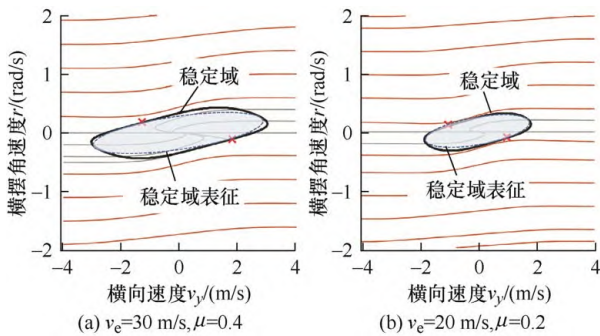 2
1
0
-1
-2
横摆角速度r/(rad/s)
稳定域
稳定域表征
-4
-2
0
2
4
横向速度vy/(m/s)
(a) ve=30 m/s,μ=0.4
2
1
0
-1
-2
横摆角速度r/(rad/s)
稳定域
稳定域表征
-4
-2
0
2
4
横向速度vy/(m/s)
(b) ve=20 m/s,μ=0.2